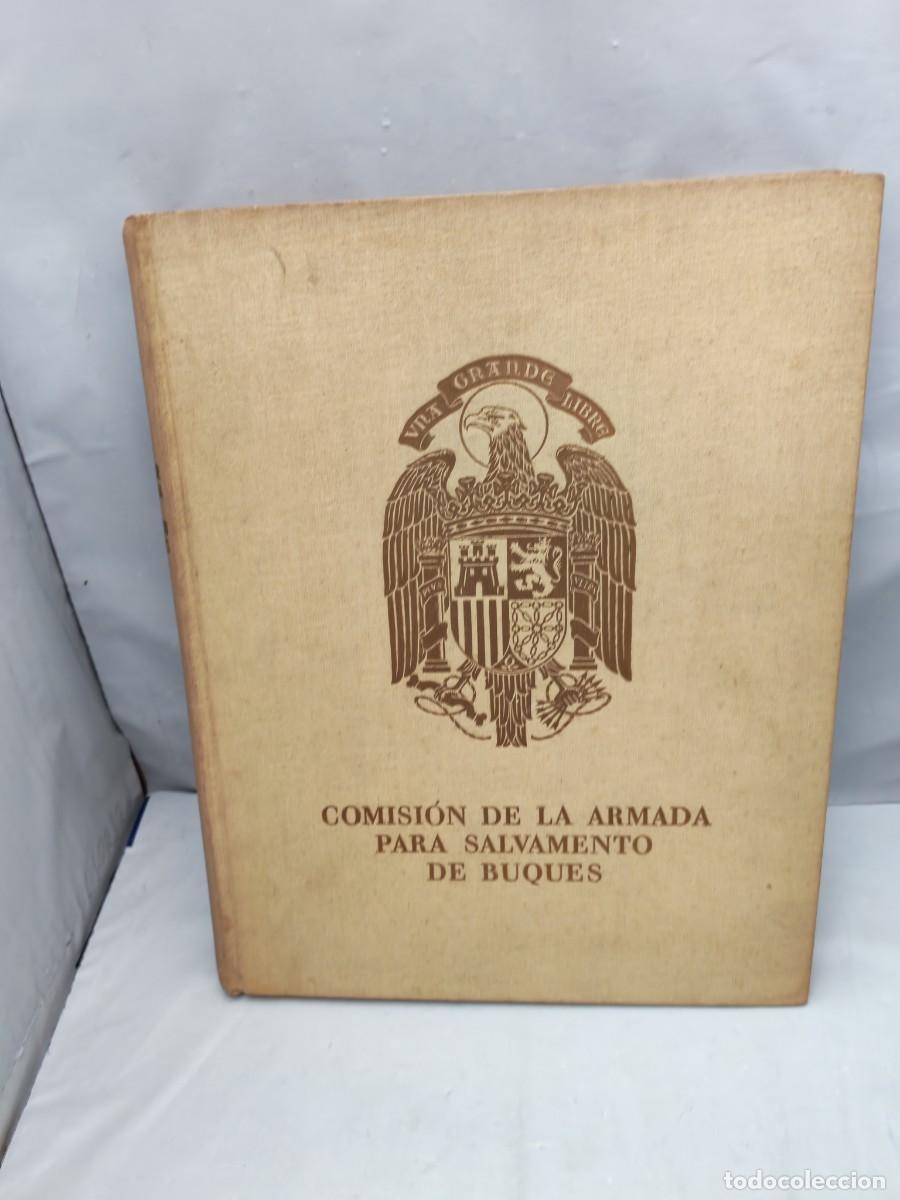 UNA GRANDE LIBRE
COMISIÓN DE LA ARMADA
PARA SALVAMENTO
DE BUQUES
todocoleccion